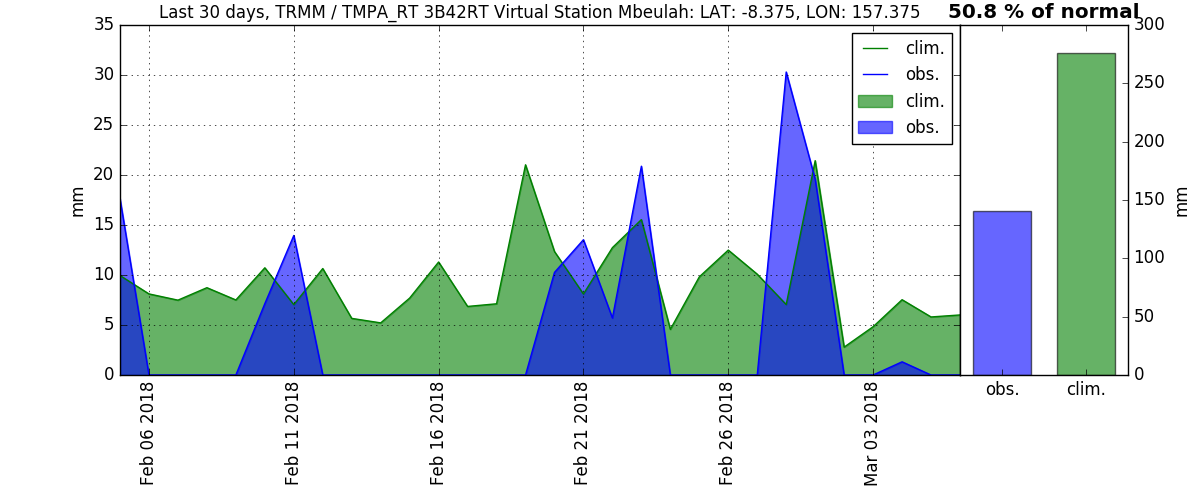 Last 30 days, TRMM / TMPA_RT 3B42RT Virtual Station Mbeulah: LAT: -8.375, LON: 157.375
50.8 % of normal
35
30
25
20
15
10
5
0
mm
clim.
obs.
clim.
obs.
Feb 06 2018
Feb 11 2018
Feb 16 2018
Feb 21 2018
Feb 26 2018
Mar 03 2018
300
250
200
150
100
50
0
mm
obs.
clim.